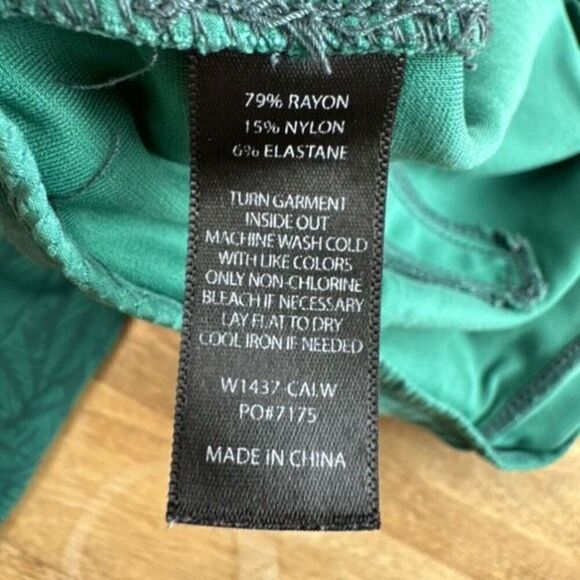 79% RAYON
15% NYLON
6% ELASTANE
TURN GARMENT
INSIDE OUT
MACHINE WASH COLD
WITH LIKE COLORS
ONLY NON-CHLORINE
BLEACH IF NECESSARY
LAY FLAT TO DRY
COOL IRON IF NEEDED
W1437-CALW
PO#7175
MADE IN CHINA